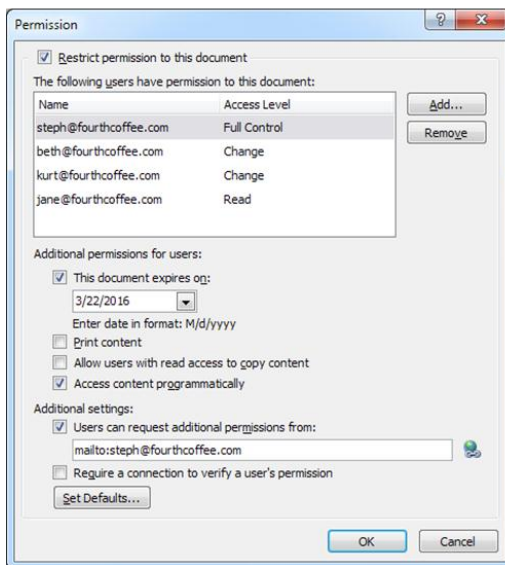 Permission
Restrict permission to this document
The following users have permission to this document:
Name Access Level
steph@fourthcoffee.com Full Control
beth@fourthcoffee.com Change
kurt@fourthcoffee.com Change
jane@fourthcoffee.com Read
Add...
Remove
Additional permissions for users:
This document expires on:
3/22/2016
Enter date in format: M/d/yyyy
Print content
Allow users with read access to copy content
Access content programmatically
Additional settings:
Users can request additional permissions from:
mailto:steph@fourthcoffee.com
Require a connection to verify a user's permission
Set Defaults...
OK Cancel